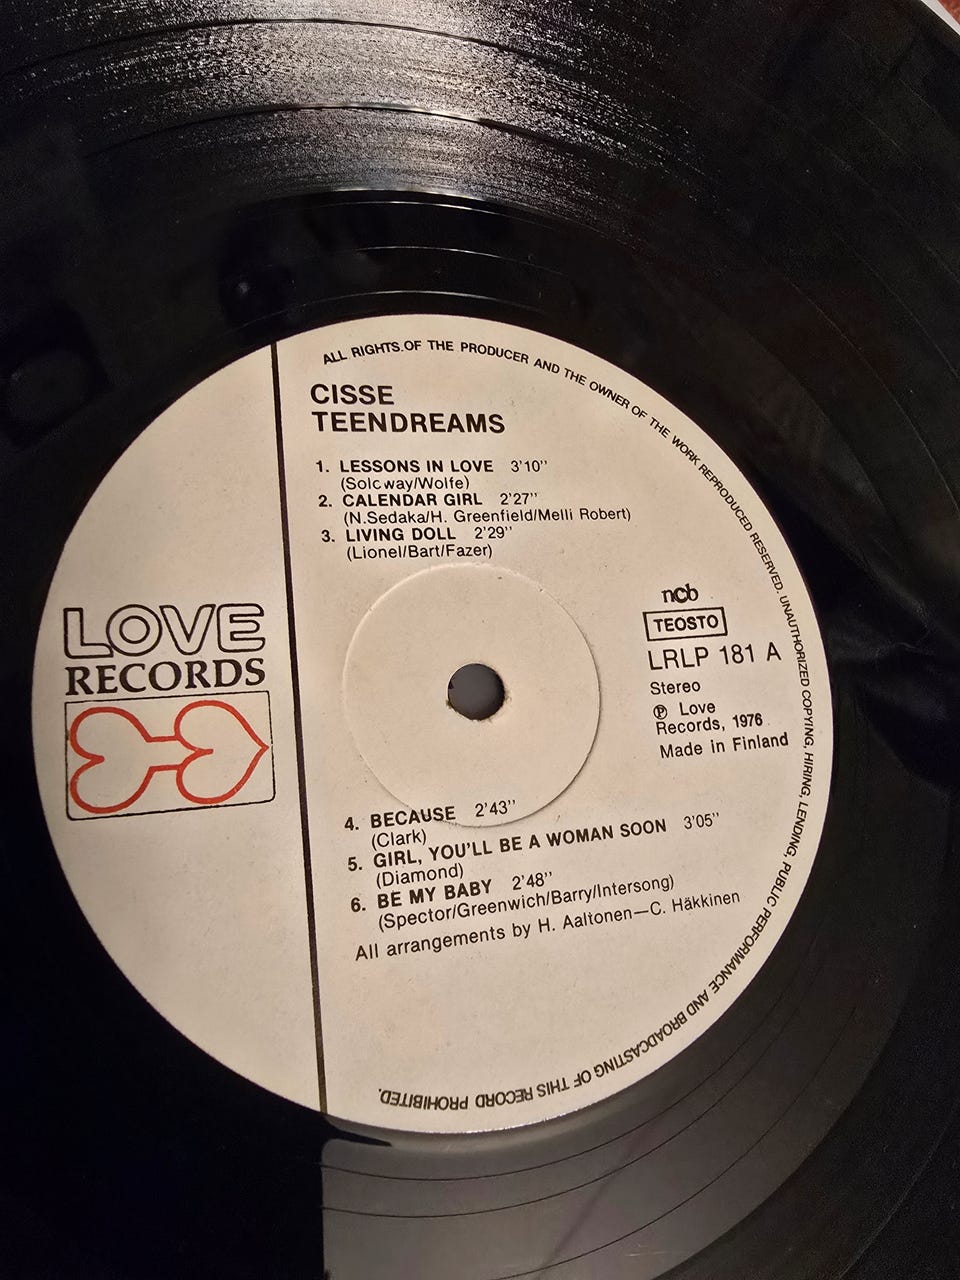 ALL RIGHTS.OF THE PRODUCER AND THE OWNER OF THE WORK REPRODUCED RESERVED. UNAUTHORIZED COPYING, HIRING, LENDING, PUBLIC PERFORMANCE AND BROADCASTING OF THIS RECORD PROHIBITED.
CISSE
TEENDREAMS
1. LESSONS IN LOVE 3'10''
(Solcway/Wolfe)
2. CALENDAR GIRL 2'27''
(N.Sedaka/H. Greenfield/Melli Robert)
3. LIVING DOLL 2'29''
(Lionel/Bart/Fazer)
LOVE
RECORDS
ncb
TEOSTO
LRLP 181 A
Stereo
Ⓟ Love
Records, 1976
Made in Finland
4. BECAUSE 2'43''
(Clark)
5. GIRL, YOU'LL BE A WOMAN SOON 3'05''
(Diamond)
6. BE MY BABY 2'48''
(Spector/Greenwich/Barry/Intersong)
All arrangements by H. Aaltonen—C. Häkkinen